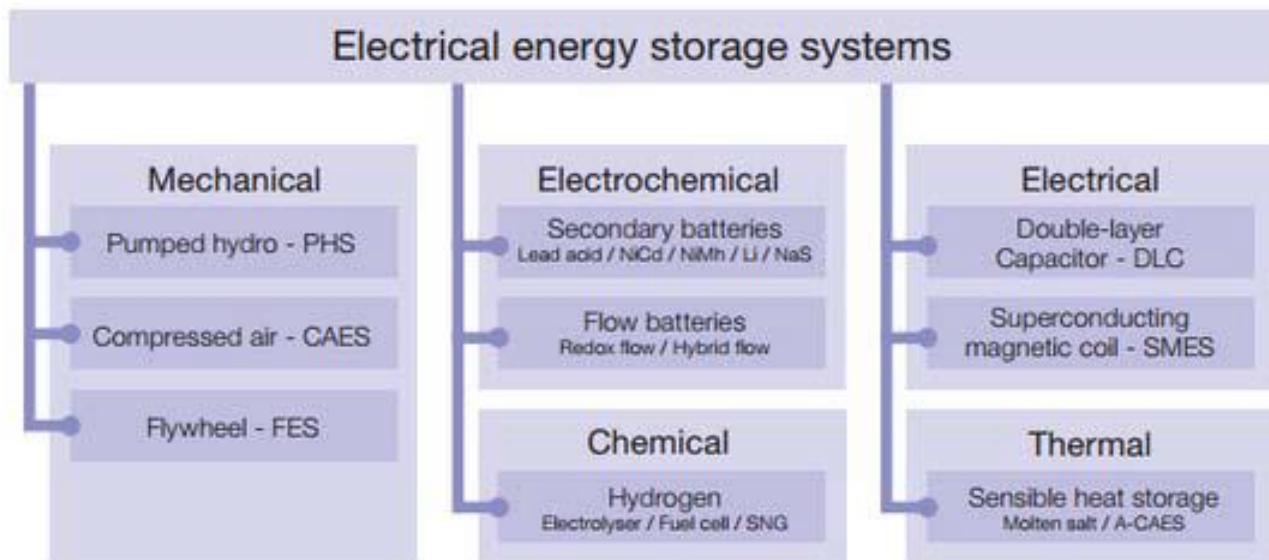 Electrical energy storage systems
Mechanical
Pumped hydro - PHS
Compressed air - CAES
Flywheel - FES
Electrochemical
Secondary batteries
Lead acid / NiCd / NiMh / Li / NaS
Flow batteries
Redox flow / Hybrid flow
Chemical
Hydrogen
Electrolyser / Fuel cell / SNG
Electrical
Double-layer
Capacitor - DLC
Superconducting
magnetic coil - SMES
Thermal
Sensible heat storage
Molten salt / A-CAES